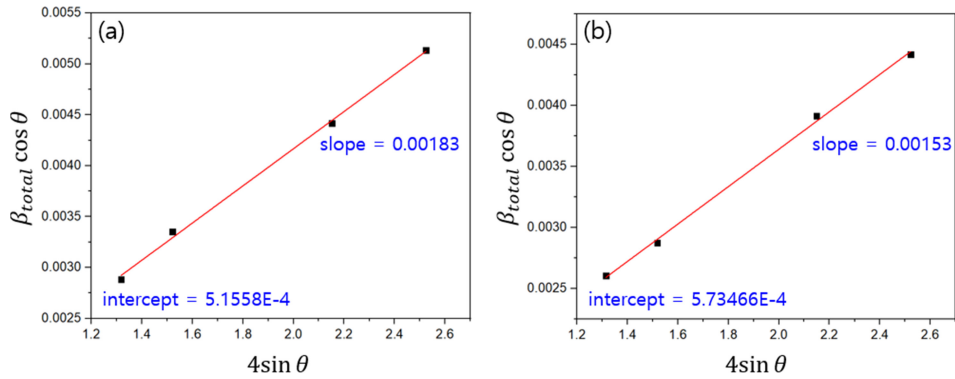 (a)
0.0055
0.0050
0.0045
0.0040
0.0035
0.0030
0.0025
β_total cos θ
slope = 0.00183
intercept = 5.1558E-4
1.2 1.4 1.6 1.8 2.0 2.2 2.4 2.6
4sin θ
(b)
0.0045
0.0040
0.0035
0.0030
0.0025
β_total cos θ
slope = 0.00153
intercept = 5.73466E-4
1.2 1.4 1.6 1.8 2.0 2.2 2.4 2.6
4sin θ